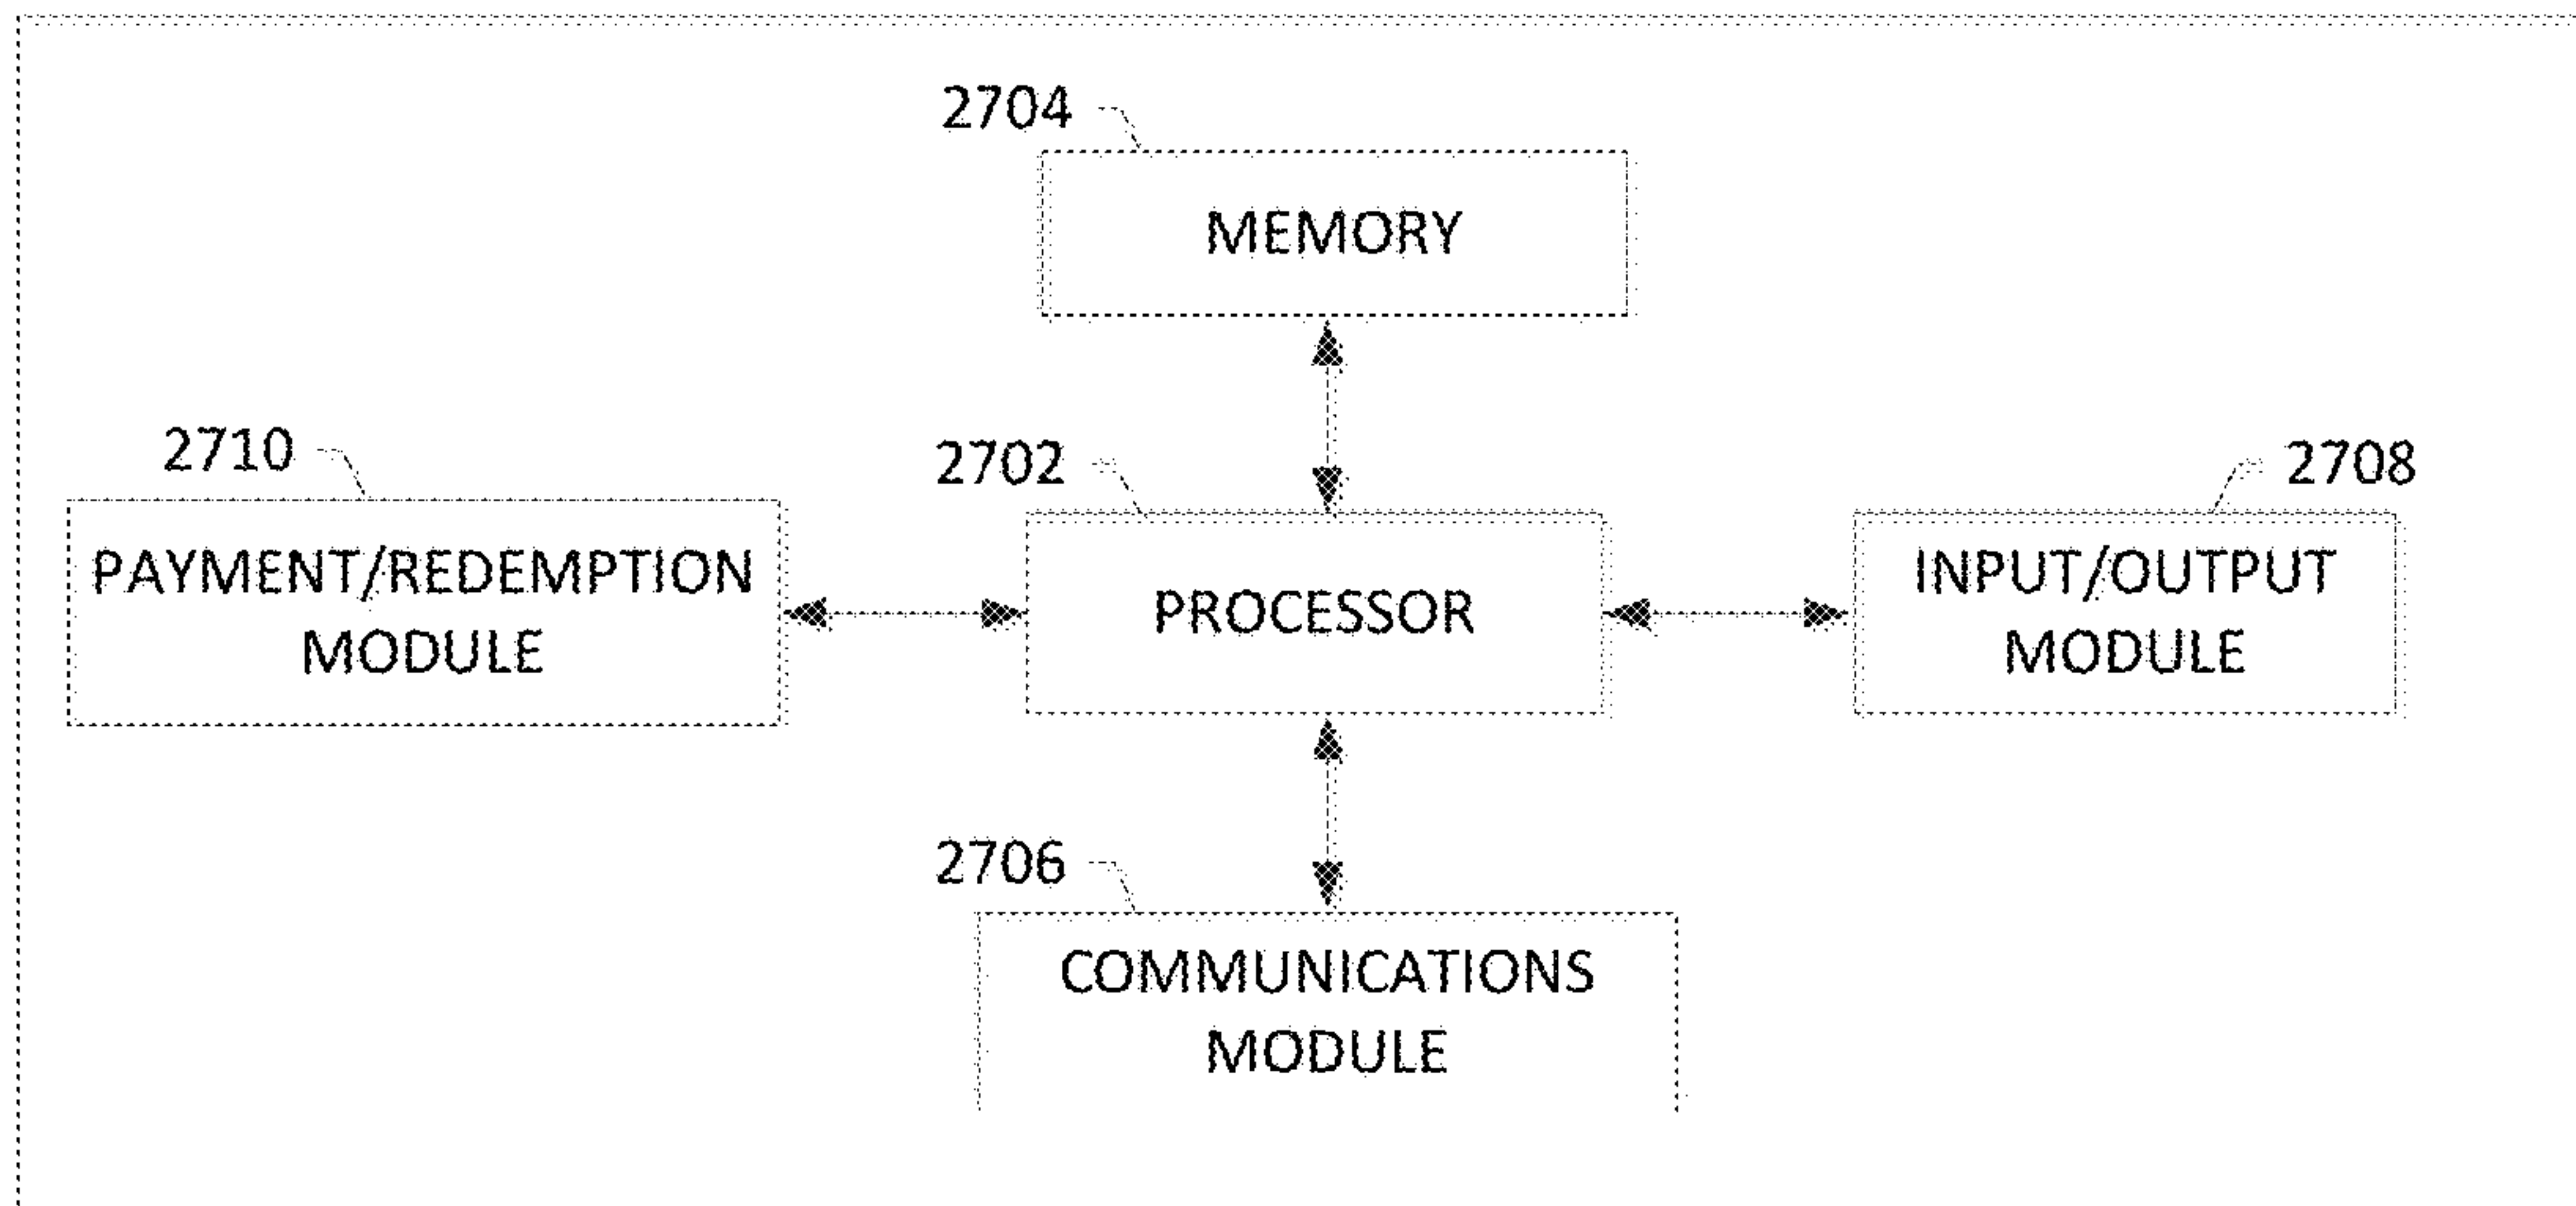 2704
MEMORY
2710
2702
2708
PAYMENT/REDEMPTION
MODULE
PROCESSOR
INPUT/OUTPUT
MODULE
2706
COMMUNICATIONS
MODULE